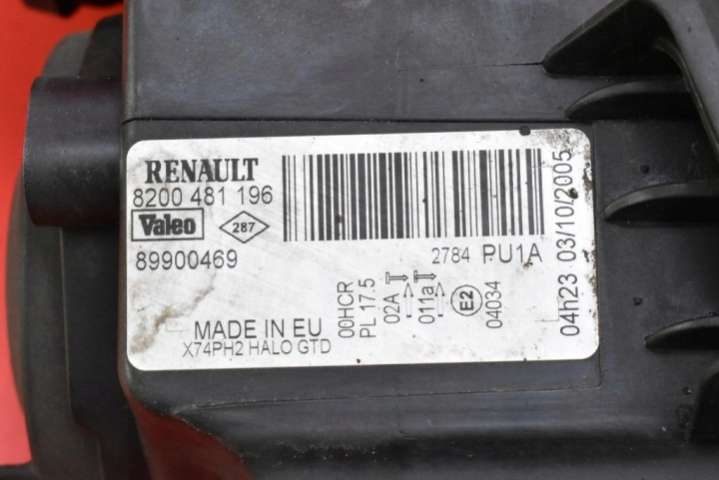 RENAULT
8200 481 196
Valeo
287
89900469
2784 PU1A
MADE IN EU
X74PH2 HALO GTD
00HCR
PL 17.5
02A
011a
E2
04034
04h23 03/10/2005